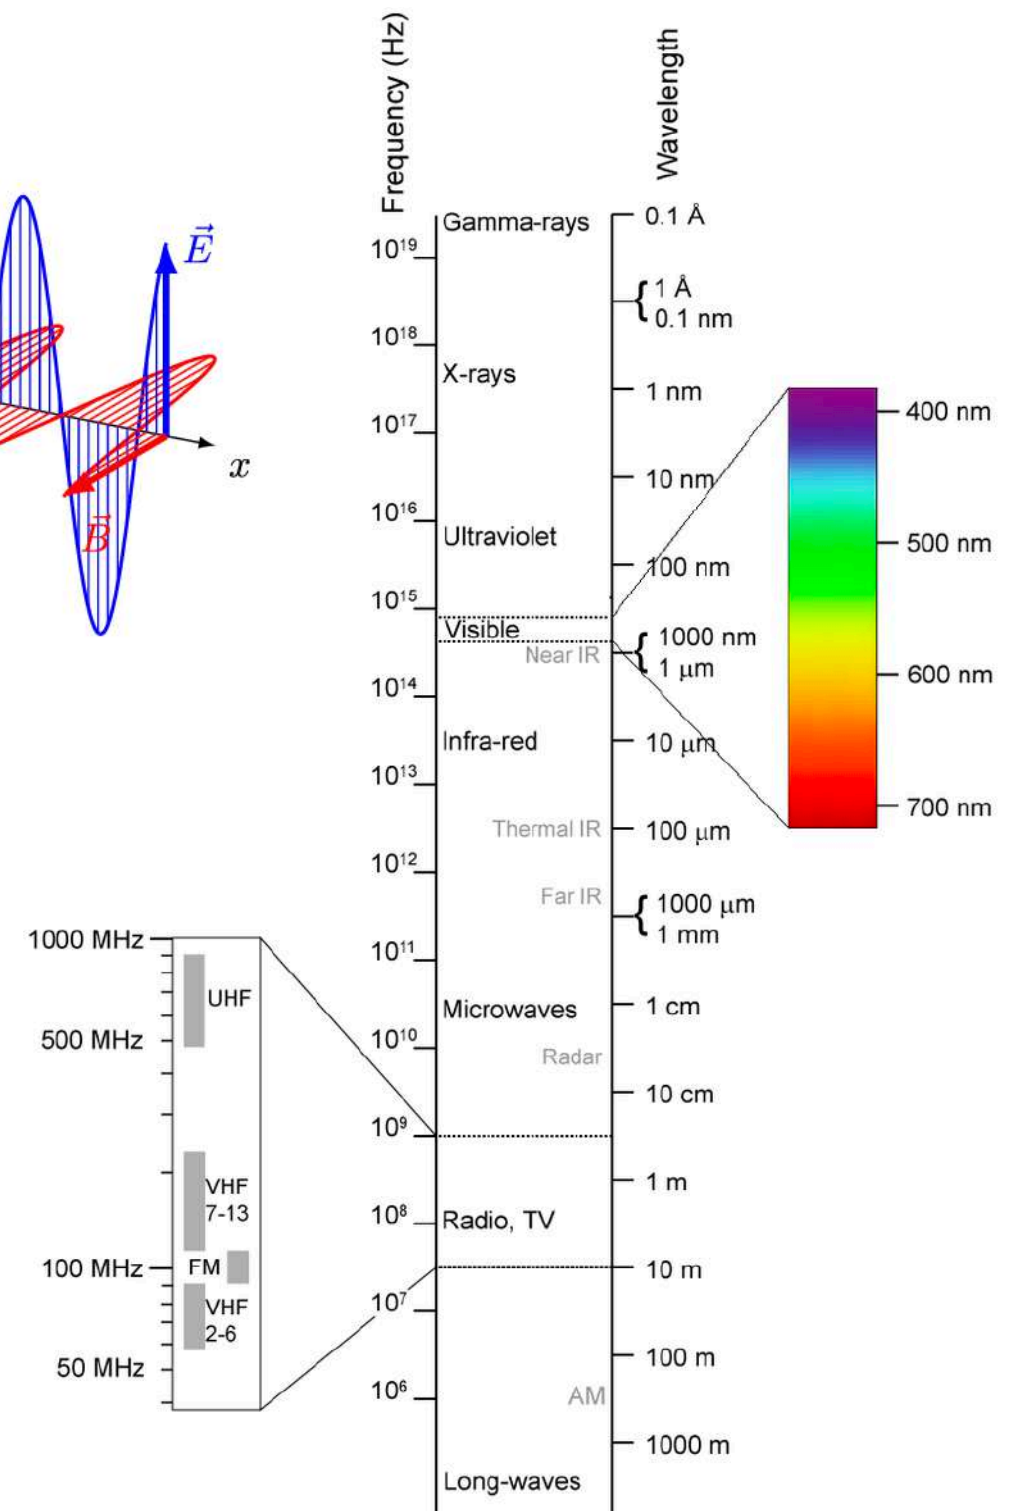 Frequency (Hz)
Wavelength
E
B
x
10¹⁹
10¹⁸
10¹⁷
10¹⁶
10¹⁵
10¹⁴
10¹³
10¹²
10¹¹
10¹⁰
10⁹
10⁸
10⁷
10⁶
Gamma-rays
X-rays
Ultraviolet
Visible
Near IR
Infra-red
Thermal IR
Far IR
Microwaves
Radar
Radio, TV
AM
Long-waves
0.1 Å
1 Å
0.1 nm
1 nm
10 nm
100 nm
1000 nm
1 μm
10 μm
100 μm
1000 μm
1 mm
1 cm
10 cm
1 m
10 m
100 m
1000 m
400 nm
500 nm
600 nm
700 nm
1000 MHz
500 MHz
100 MHz
50 MHz
UHF
VHF
7-13
FM
VHF
2-6